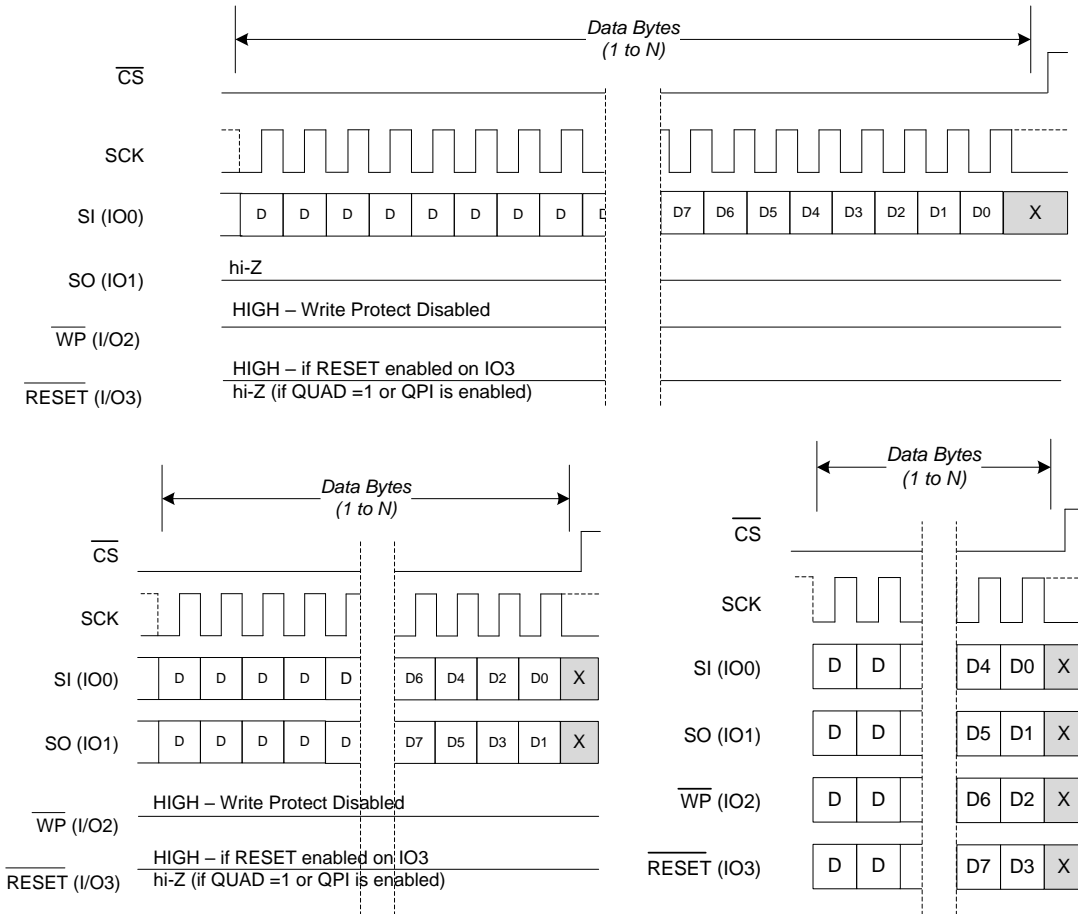 Data Bytes
(1 to N)
CS
SCK
SI (IO0) D D D D D D D D D D7 D6 D5 D4 D3 D2 D1 D0 X
SO (IO1) hi-Z
HIGH – Write Protect Disabled
WP (I/O2)
HIGH – if RESET enabled on IO3
RESET (I/O3) hi-Z (if QUAD =1 or QPI is enabled)
Data Bytes
(1 to N)
CS
SCK
SI (IO0) D D D D D D6 D4 D2 D0 X
SO (IO1) D D D D D D7 D5 D3 D1 X
HIGH – Write Protect Disabled
WP (I/O2)
HIGH – if RESET enabled on IO3
RESET (I/O3) hi-Z (if QUAD =1 or QPI is enabled)
Data Bytes
(1 to N)
CS
SCK
SI (IO0) D D D4 D0 X
SO (IO1) D D D5 D1 X
WP (IO2) D D D6 D2 X
RESET (IO3) D D D7 D3 X